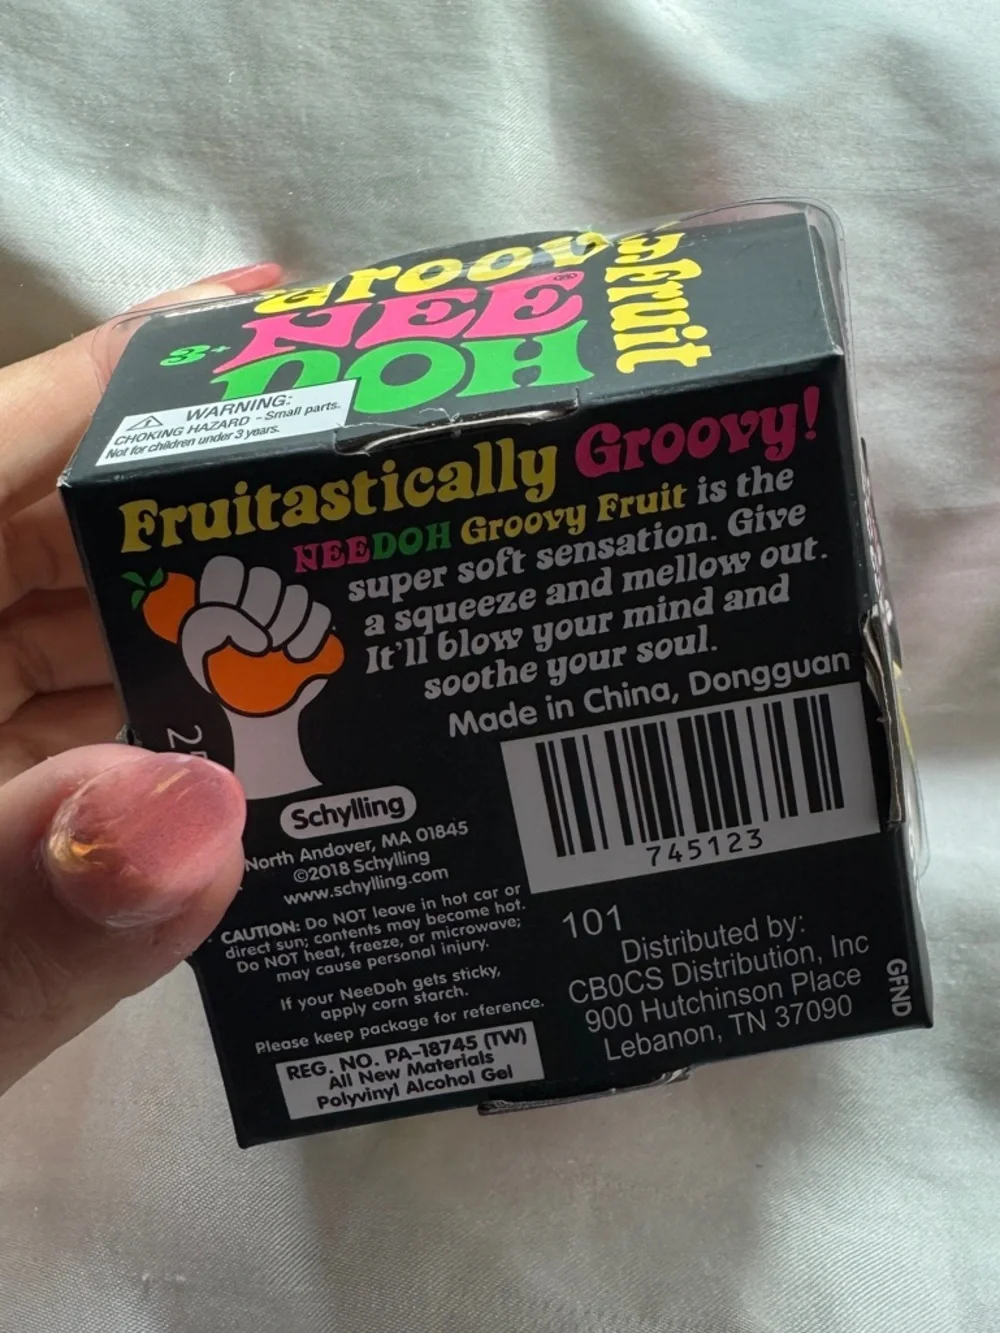 Groovy Fruit
NEE
DOH
3+
WARNING:
CHOKING HAZARD - Small parts.
Not for children under 3 years.
Fruitastically Groovy!
NEEDOH Groovy Fruit is the
super soft sensation. Give
a squeeze and mellow out.
It'll blow your mind and
soothe your soul.
Made in China, Dongguan
745123
Schylling
North Andover, MA 01845
©2018 Schylling
www.schylling.com
CAUTION: Do NOT leave in hot car or
direct sun; contents may become hot.
Do NOT heat, freeze, or microwave;
may cause personal injury.
If your NeeDoh gets sticky,
apply corn starch.
Please keep package for reference.
REG. NO. PA-18745 (TW)
All New Materials
Polyvinyl Alcohol Gel
101
Distributed by:
CBOCS Distribution, Inc
900 Hutchinson Place
Lebanon, TN 37090
GFND